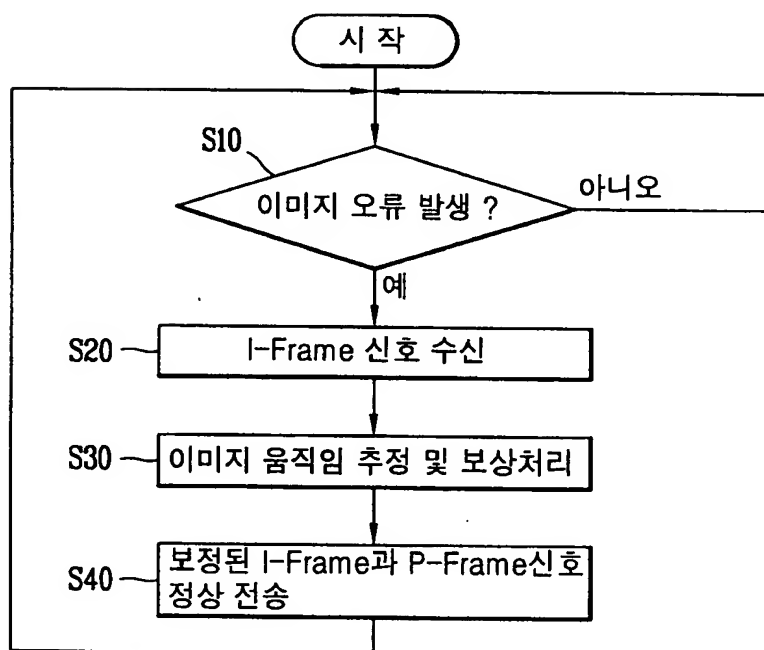 시 작
S10
이미지 오류 발생 ?
아니오
예
S20
I-Frame 신호 수신
S30
이미지 움직임 추정 및 보상처리
S40
보정된 I-Frame과 P-Frame신호
정상 전송